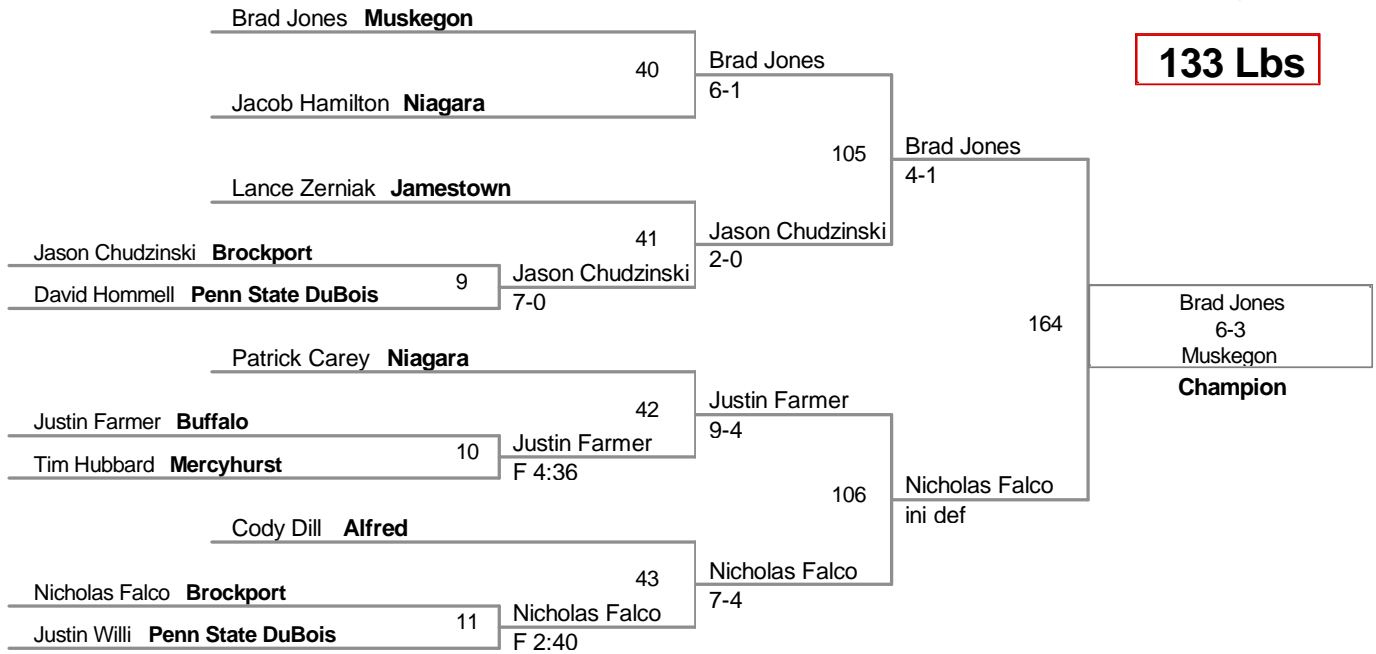 Brad Jones Muskegon
133 Lbs
40
Brad Jones
6-1
Jacob Hamilton Niagara
105
Brad Jones
4-1
Lance Zerniak Jamestown
41
Jason Chudzinski
2-0
Jason Chudzinski Brockport
9
Jason Chudzinski
7-0
David Hommell Penn State DuBois
164
Brad Jones
6-3
Muskegon
Champion
Patrick Carey Niagara
42
Justin Farmer
9-4
Justin Farmer Buffalo
10
Justin Farmer
F 4:36
Tim Hubbard Mercyhurst
106
Nicholas Falco
ini def
Cody Dill Alfred
43
Nicholas Falco
7-4
Nicholas Falco Brockport
11
Nicholas Falco
F 2:40
Justin Willi Penn State DuBois